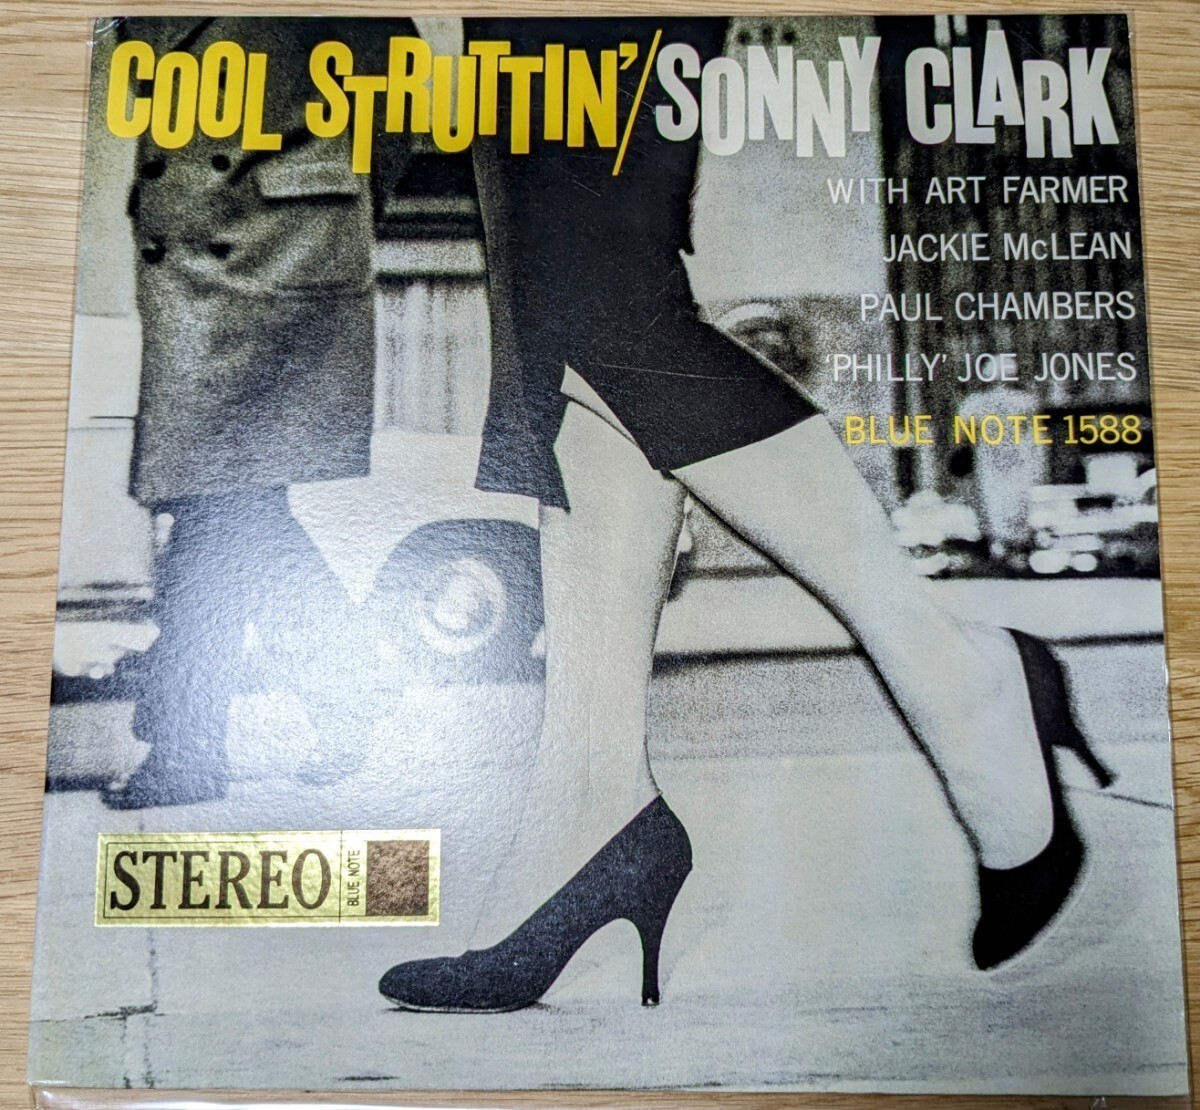 COOL STRUTTIN'/SONNY CLARK
WITH ART FARMER
JACKIE McLEAN
PAUL CHAMBERS
'PHILLY' JOE JONES
BLUE NOTE 1588
STEREO
BLUE NOTE